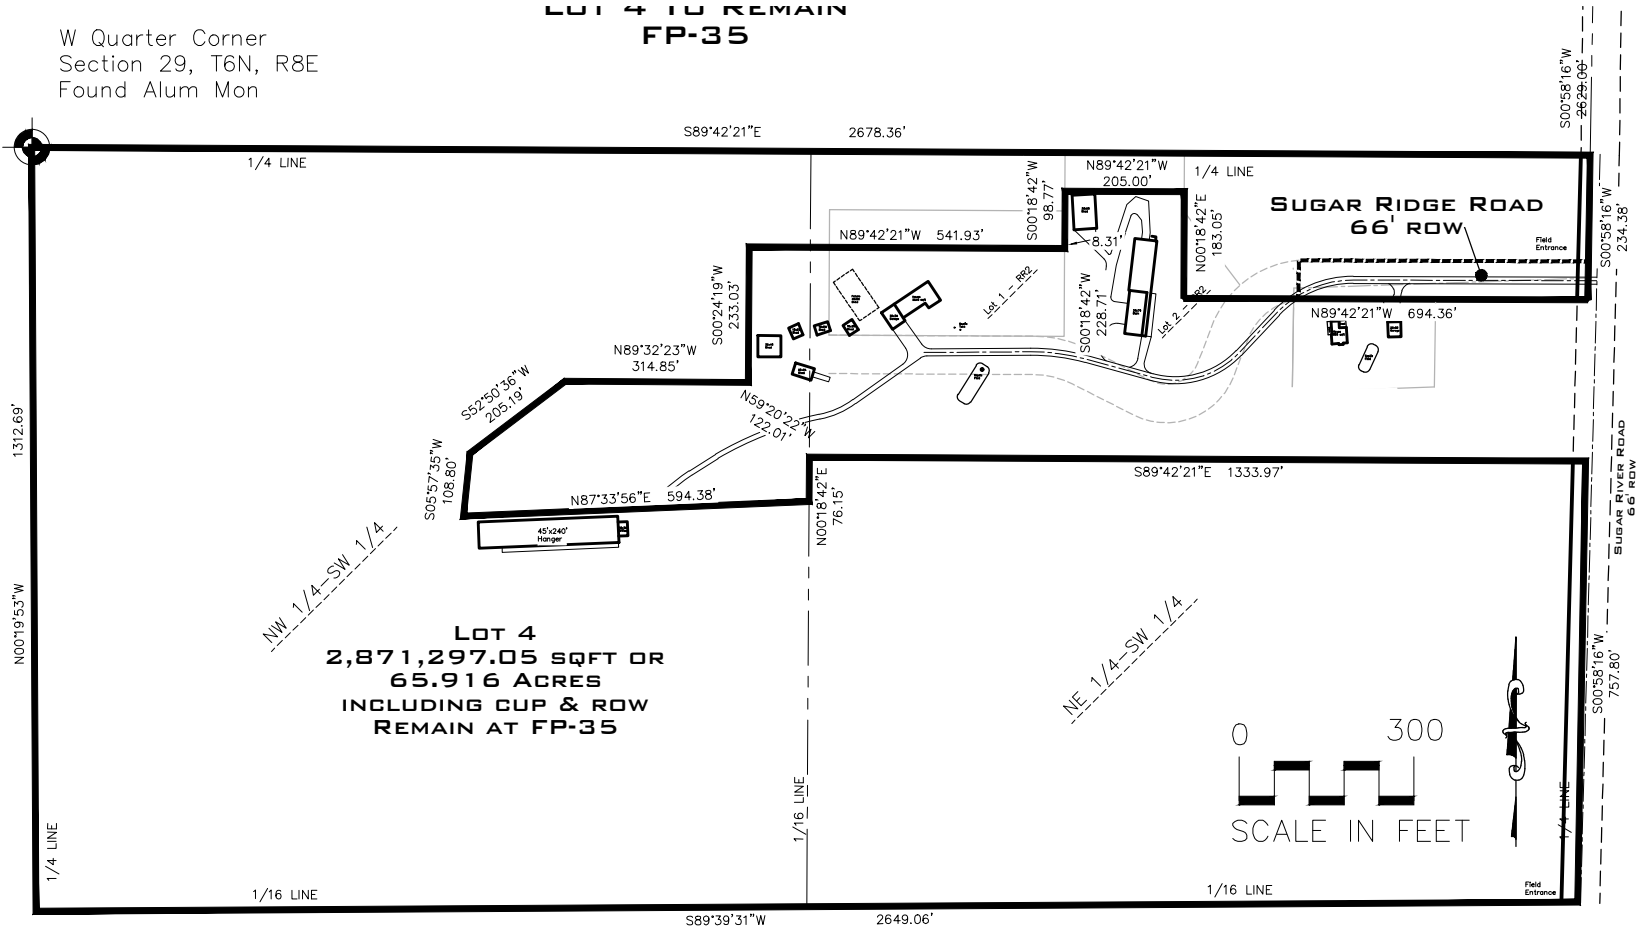 LOT 4 TO REMAIN
FP-35
W Quarter Corner
Section 29, T6N, R8E
Found Alum Mon
S00°58'16"W
2629.00'
S89°42'21"E 2678.36'
1/4 LINE
N89°42'21"W
205.00'
1/4 LINE
S00°18'42"W
98.77'
SUGAR RIDGE ROAD
66' ROW
N00°18'42"E
183.05'
S00°58'16"W
234.38'
N89°42'21"W 541.93'
8.31'
Field
Entrance
S00°24'19"W
233.03'
Lot 1 - RR2
S00°18'42"W
228.71'
Lot 2 - RR2
N89°42'21"W 694.36'
N89°32'23"W
314.85'
S52°50'36"W
205.19'
N59°20'22"W
122.01'
1312.69'
S05°57'35"W
108.80'
N87°33'56"E 594.38'
N00°18'42"E
76.15'
S89°42'21"E 1333.97'
SUGAR RIVER ROAD
66' ROW
45'x240'
Hanger
NW 1/4-SW 1/4
N00°19'53"W
NE 1/4-SW 1/4
S00°58'16"W
757.80'
LOT 4
2,871,297.05 SQFT OR
65.916 ACRES
INCLUDING CUP & ROW
REMAIN AT FP-35
0 300
SCALE IN FEET
1/4 LINE
1/16 LINE
1/4 LINE
1/16 LINE
1/16 LINE
Field
Entrance
S89°39'31"W 2649.06'